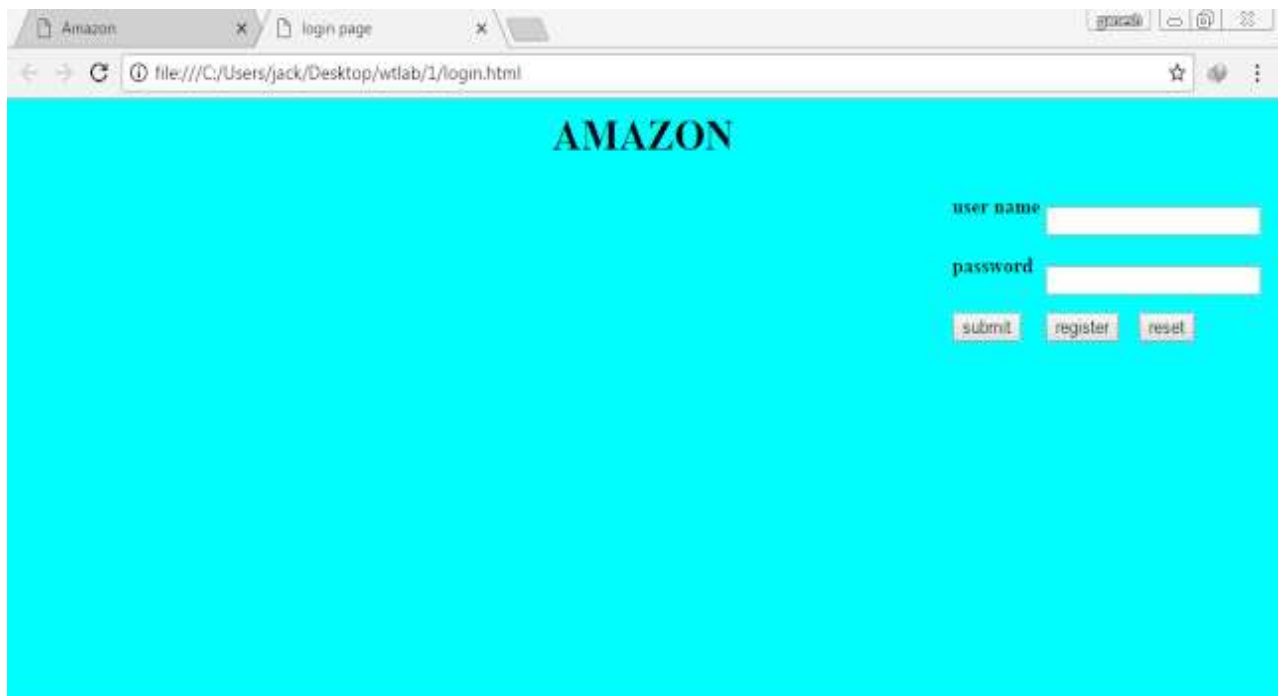 Amazon login page
file:///C:/Users/jack/Desktop/wtlab/1/login.html
AMAZON
user name
password
submit register reset